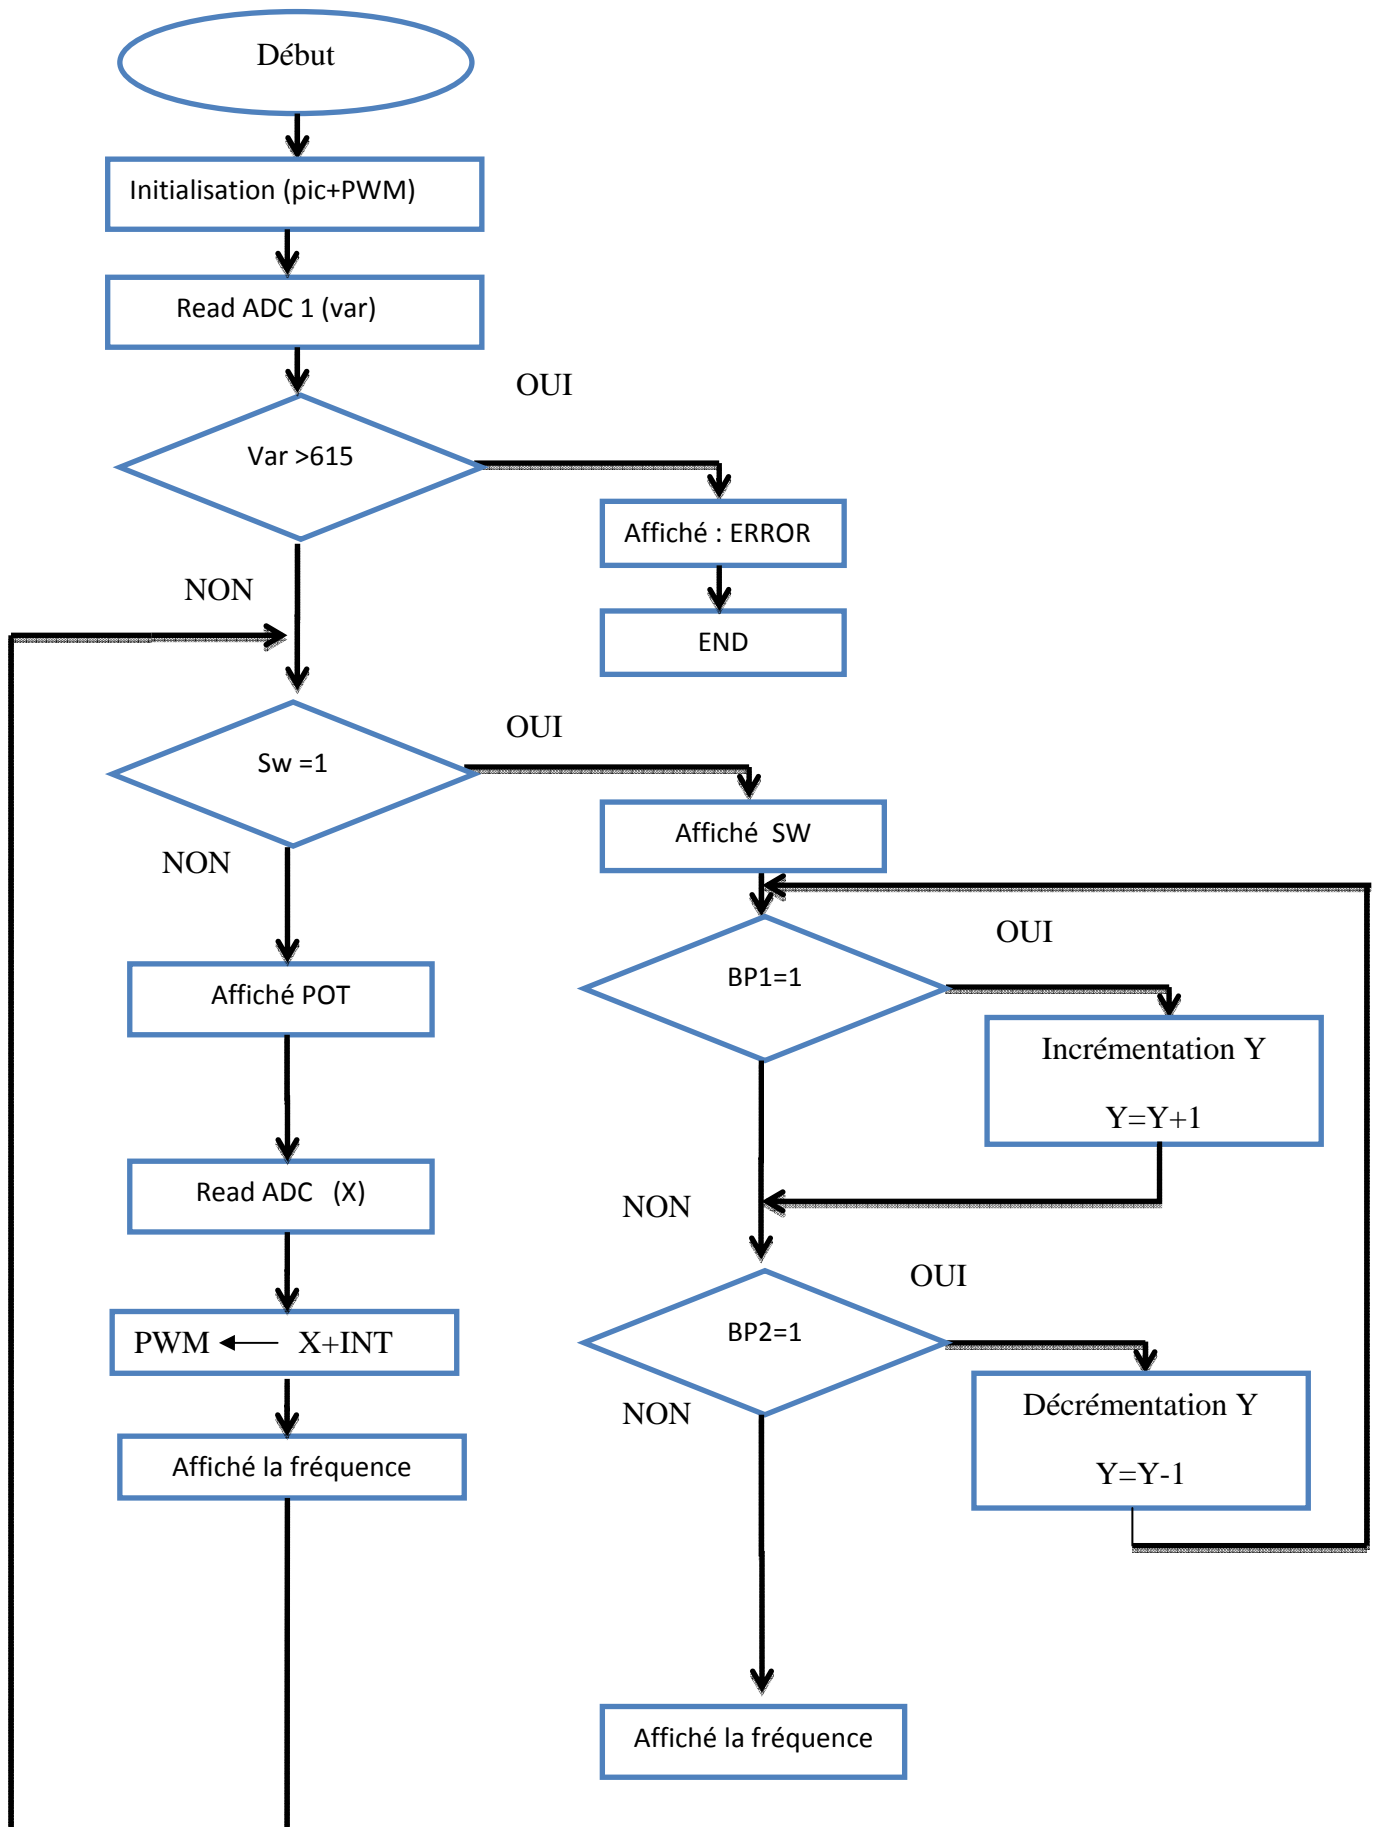 Début
Initialisation (pic+PWM)
Read ADC 1 (var)
OUI
Var >615
Affiché : ERROR
NON
END
OUI
Sw =1
Affiché  SW
NON
OUI
BP1=1
Affiché POT
Incrémentation Y
Y=Y+1
Read ADC   (X)
NON
OUI
BP2=1
PWM ← X+INT
NON
Décrémentation Y
Affiché la fréquence
Y=Y-1
Affiché la fréquence